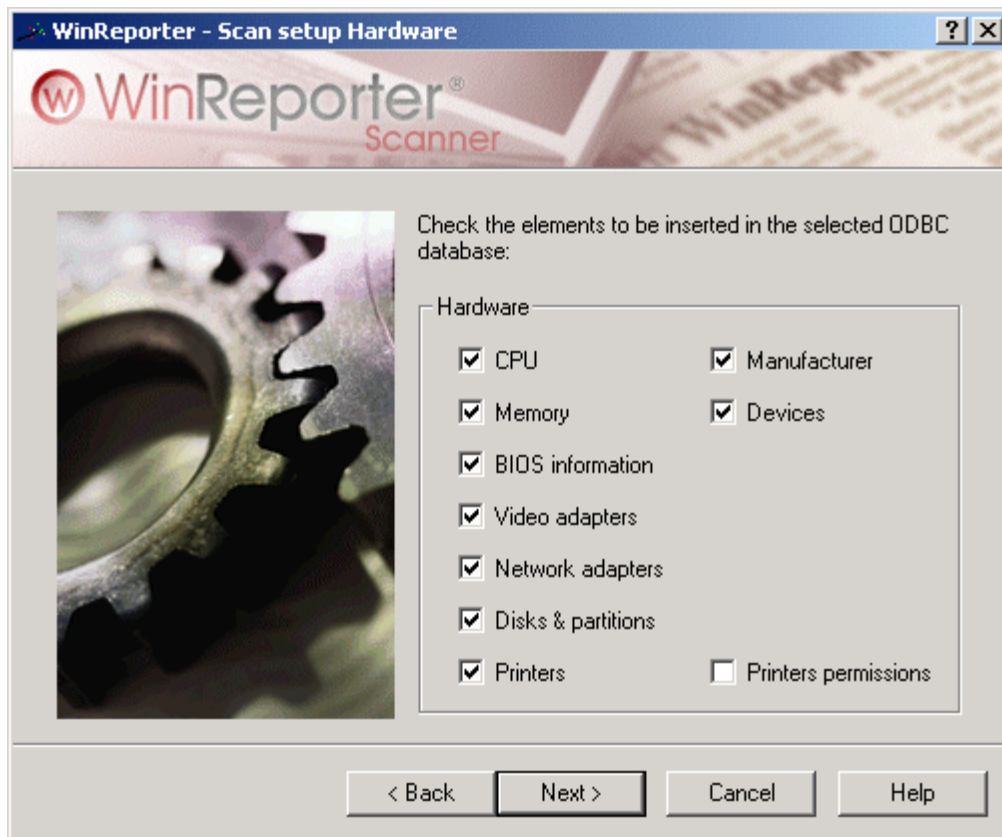 WinReporter - Scan setup Hardware
WinReporter®
Scanner
WinReporter
Check the elements to be inserted in the selected ODBC
database:
Hardware
CPU
Manufacturer
Memory
Devices
BIOS information
Video adapters
Network adapters
Disks & partitions
Printers
Printers permissions
< Back
Next >
Cancel
Help